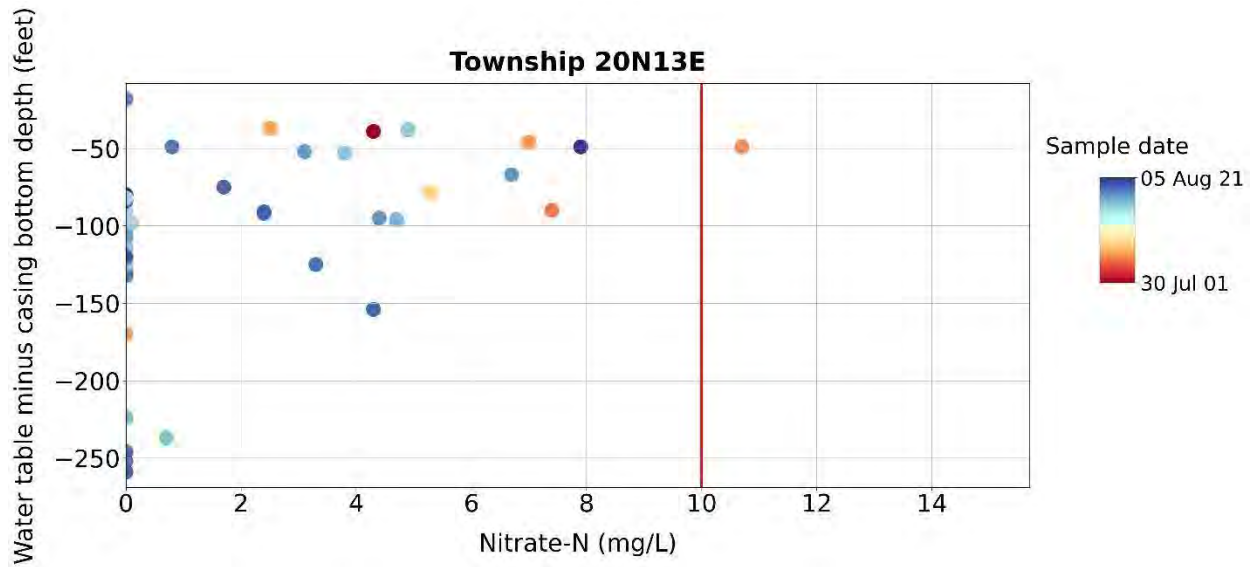 Township 20N13E
Water table minus casing bottom depth (feet)
−50
−100
−150
−200
−250
0 2 4 6 8 10 12 14
Nitrate-N (mg/L)
Sample date
05 Aug 21
30 Jul 01